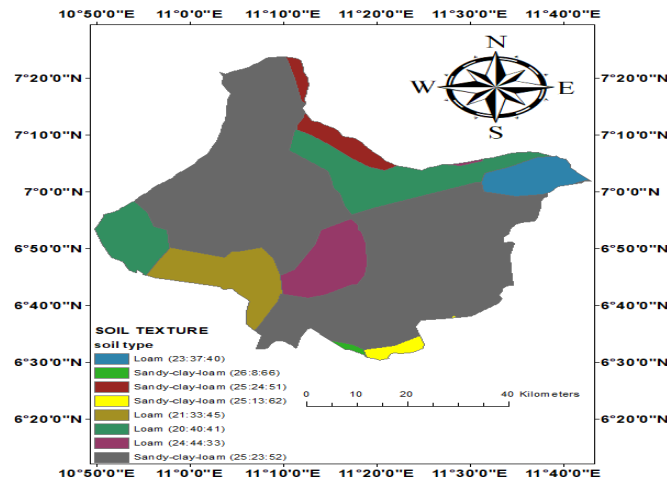 10°50'0"E 11°0'0"E 11°10'0"E 11°20'0"E 11°30'0"E 11°40'0"E
7°20'0"N 7°20'0"N
7°10'0"N 7°10'0"N
7°0'0"N 7°0'0"N
6°50'0"N 6°50'0"N
6°40'0"N 6°40'0"N
6°30'0"N 6°30'0"N
6°20'0"N 6°20'0"N
N
W E
S
SOIL TEXTURE
soil type
Loam (23:37:40)
Sandy-clay-loam (26:8:66)
Sandy-clay-loam (25:24:51)
Sandy-clay-loam (25:13:62)
Loam (21:33:45)
Loam (20:40:41)
Loam (24:44:33)
Sandy-clay-loam (25:23:52)
0 10 20 40 Kilometers
10°50'0"E 11°0'0"E 11°10'0"E 11°20'0"E 11°30'0"E 11°40'0"E